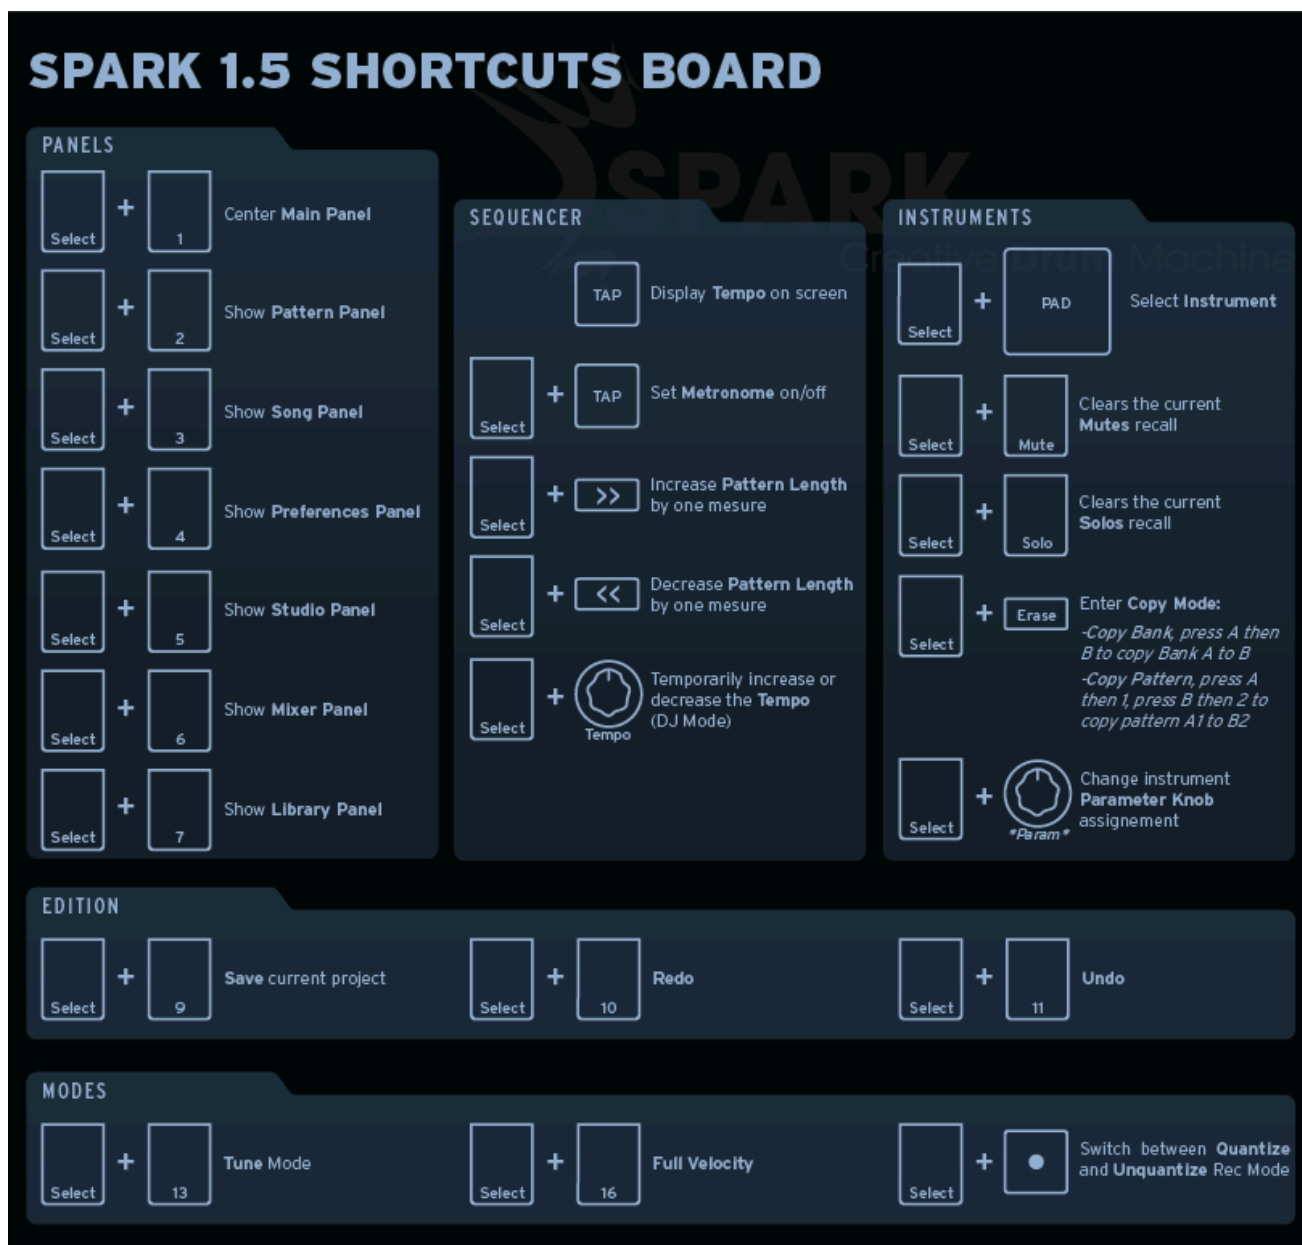 SPARK 1.5 SHORTCUTS BOARD
SPARK
Creative Drum Machine
PANELS
Select + 1 Center Main Panel
Select + 2 Show Pattern Panel
Select + 3 Show Song Panel
Select + 4 Show Preferences Panel
Select + 5 Show Studio Panel
Select + 6 Show Mixer Panel
Select + 7 Show Library Panel
SEQUENCER
TAP Display Tempo on screen
Select + TAP Set Metronome on/off
Select + >> Increase Pattern Length
by one mesure
Select + << Decrease Pattern Length
by one mesure
Select + Tempo Temporarily increase or
decrease the Tempo
(DJ Mode)
INSTRUMENTS
Select + PAD Select Instrument
Select + Mute Clears the current
Mutes recall
Select + Solo Clears the current
Solos recall
Select + Erase Enter Copy Mode:
-Copy Bank, press A then
B to copy Bank A to B
-Copy Pattern, press A
then 1, press B then 2 to
copy pattern A1 to B2
Select + *Param* Change instrument
Parameter Knob
assignement
EDITION
Select + 9 Save current project
Select + 10 Redo
Select + 11 Undo
MODES
Select + 13 Tune Mode
Select + 16 Full Velocity
Select + Switch between Quantize
and Unquantize Rec Mode